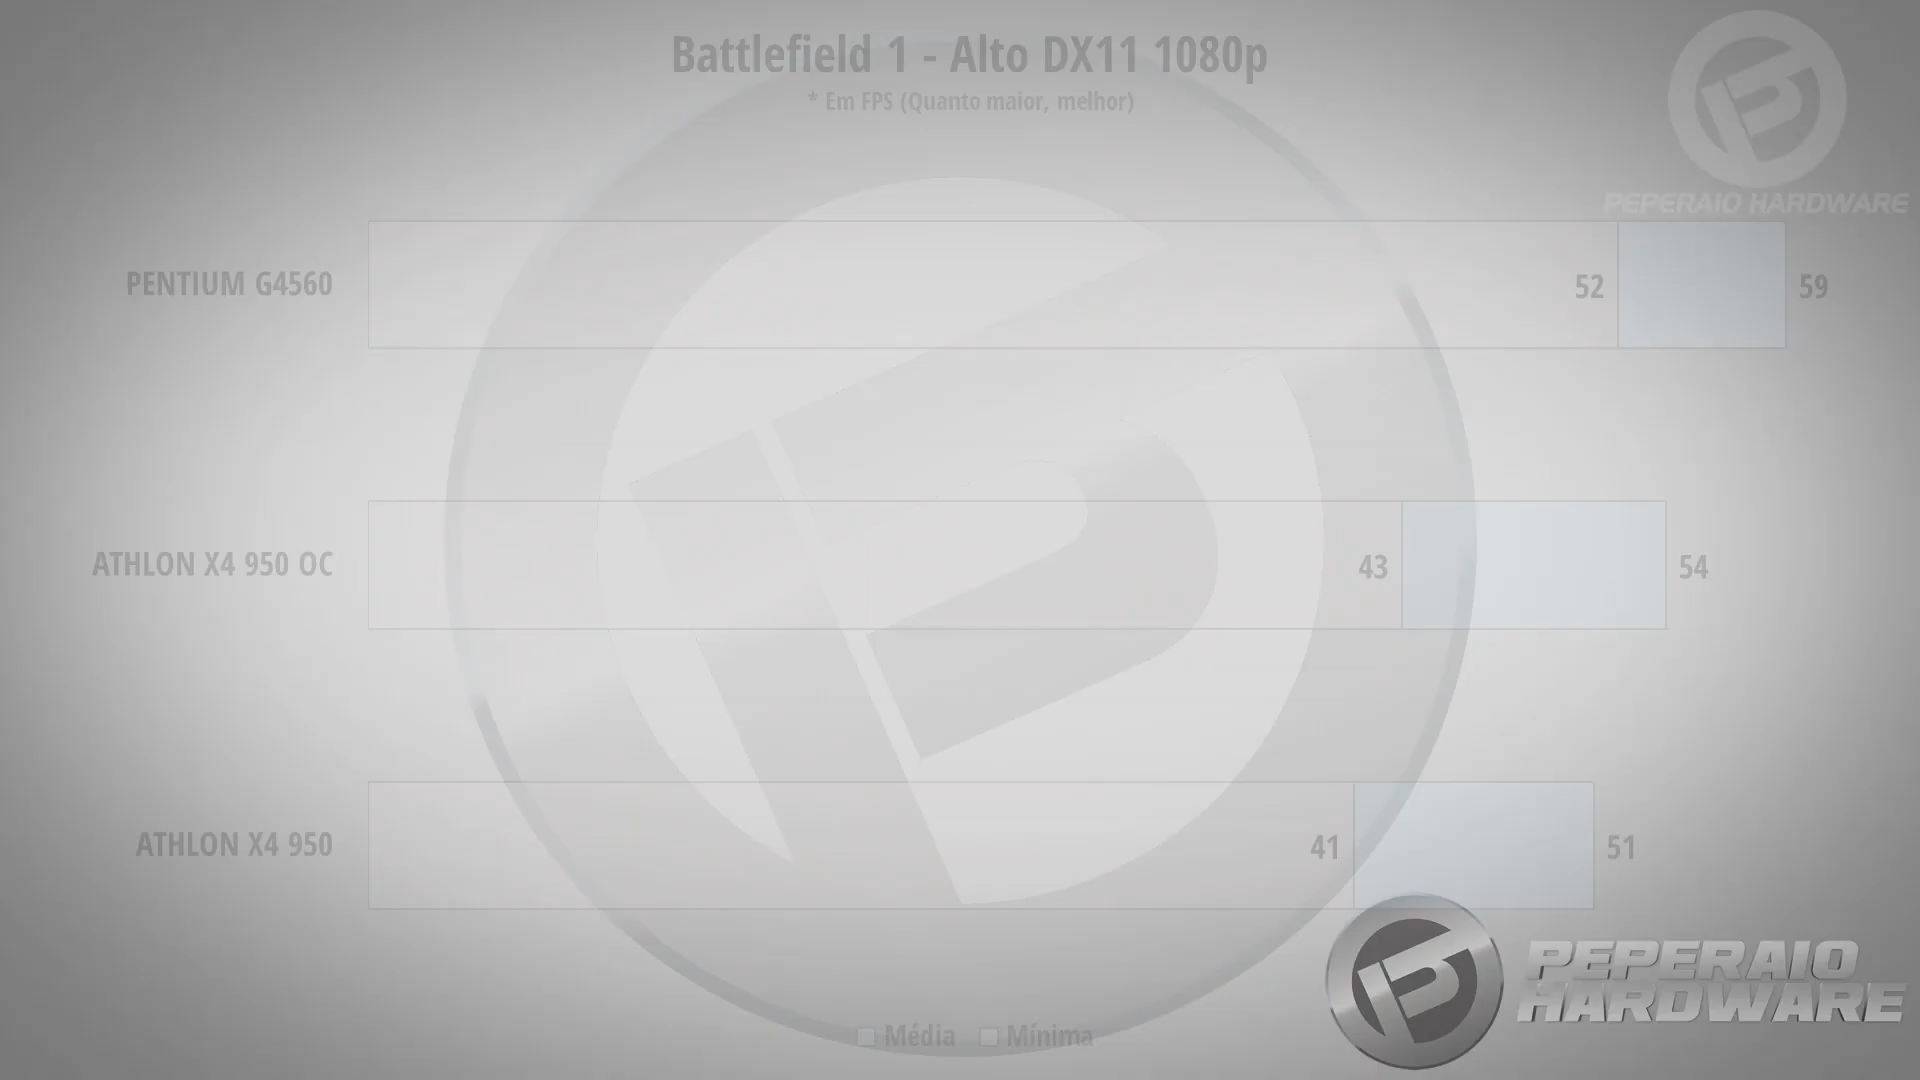 Battlefield 1 - Alto DX11 1080p
* Em FPS (Quanto maior, melhor)
PEPERAIO HARDWARE
PENTIUM G4560
52
59
ATHLON X4 950 OC
43
54
ATHLON X4 950
41
51
PEPERAIO
HARDWARE
Média
Mínima